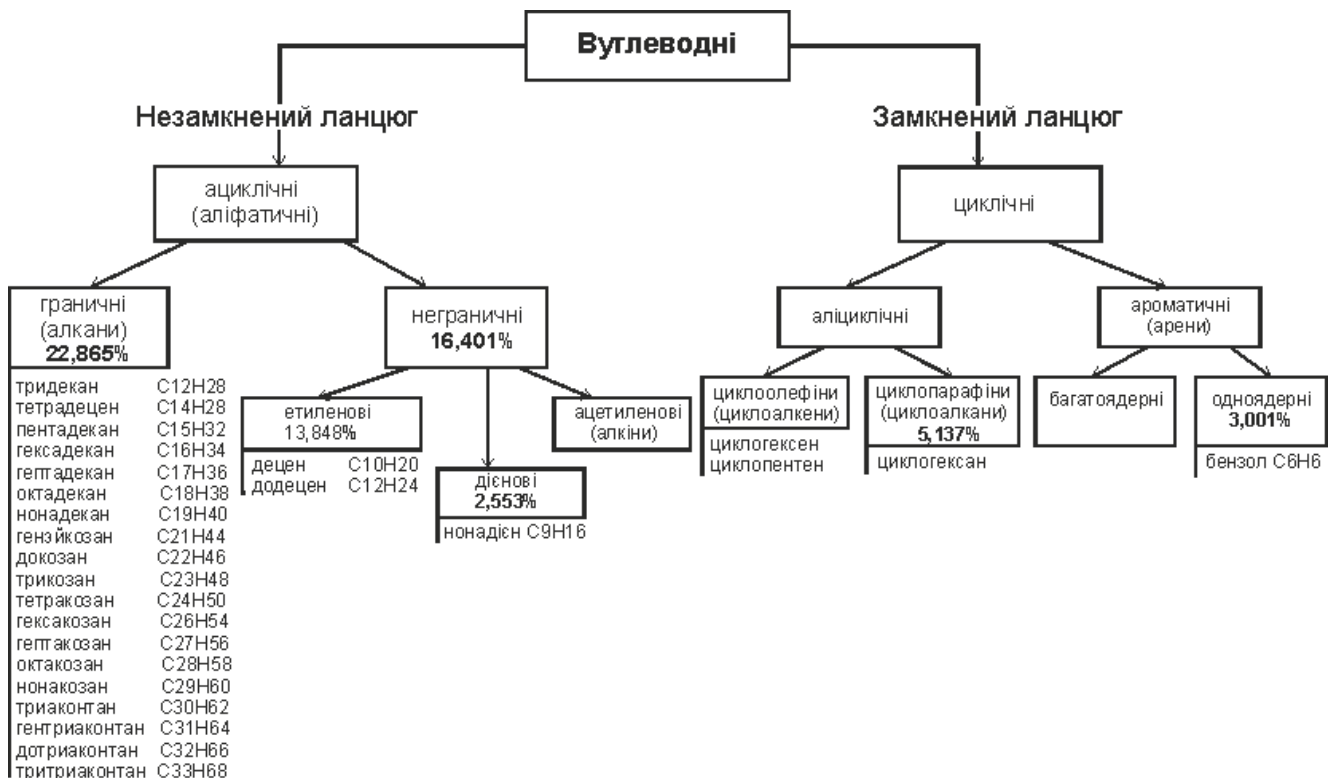 Вуглеводні
Незамкнений ланцюг
Замкнений ланцюг
ациклічні
(аліфатичні)
циклічні
граничні
(алкани)
22,865%
неграничні
16,401%
аліциклічні
ароматичні
(арени)
тридекан C12H28
тетрадецен C14H28
пентадекан C15H32
гексадекан C16H34
гептадекан C17H36
октадекан C18H38
нонадекан C19H40
генэйкозан C21H44
докозан C22H46
трикозан C23H48
тетракозан C24H50
гексакозан C26H54
гептакозан C27H56
октакозан C28H58
нонакозан C29H60
триаконтан C30H62
гентриаконтан C31H64
дотриаконтан C32H66
тритриаконтан C33H68
етиленові
13,848%
децен C10H20
додецен C12H24
дієнові
2,553%
нонадієн C9H16
ацетиленові
(алкіни)
циклоолефіни
(циклоалкени)
циклогексен
циклопентен
циклопарафіни
(циклоалкани)
5,137%
циклогексан
багатоядерні
одноядерні
3,001%
бензол C6H6